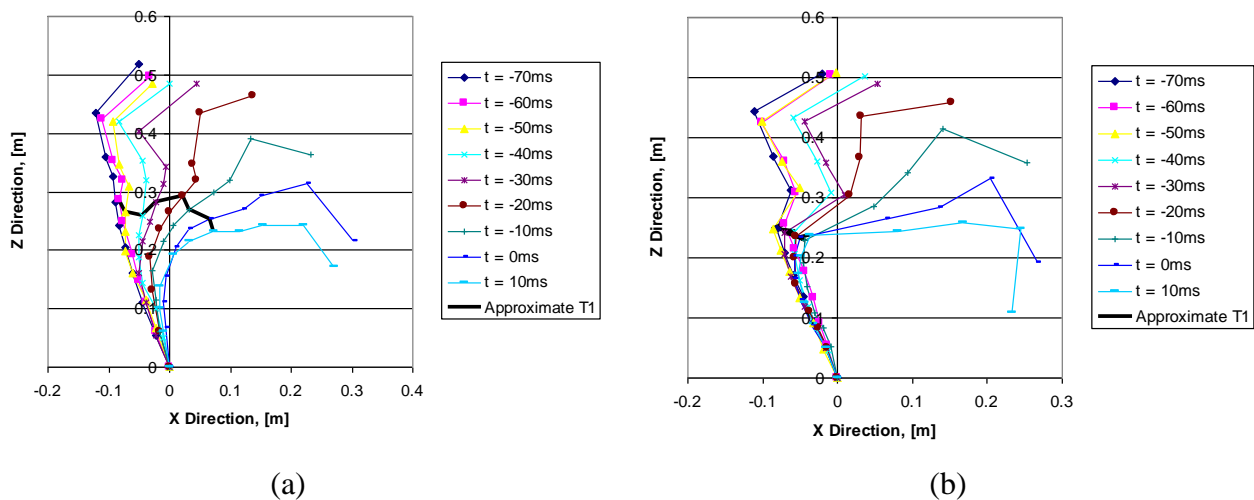 0.6
0.5
0.4
0.3
0.2
0.1
0
-0.2 -0.1 0 0.1 0.2 0.3 0.4
X Direction, [m]
Z Direction, [m]
t = -70ms
t = -60ms
t = -50ms
t = -40ms
t = -30ms
t = -20ms
t = -10ms
t = 0ms
t = 10ms
Approximate T1
(a)
0.6
0.5
0.4
0.3
0.2
0.1
0
-0.2 -0.1 0 0.1 0.2 0.3
X Direction, [m]
Z Direction, [m]
t = -70ms
t = -60ms
t = -50ms
t = -40ms
t = -30ms
t = -20ms
t = -10ms
t = 0ms
t = 10ms
Approximate T1
(b)